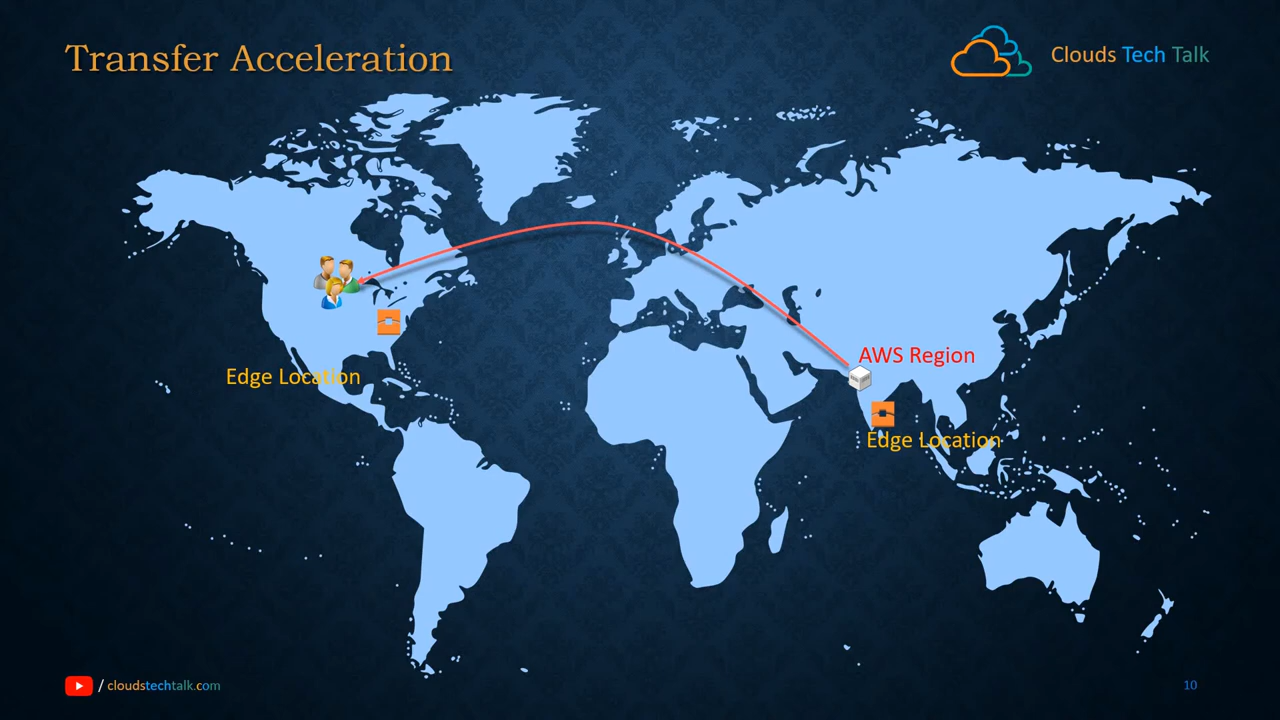 Transfer Acceleration
Clouds Tech Talk
AWS Region
Edge Location
Edge Location
/ cloudstechtalk.com
10